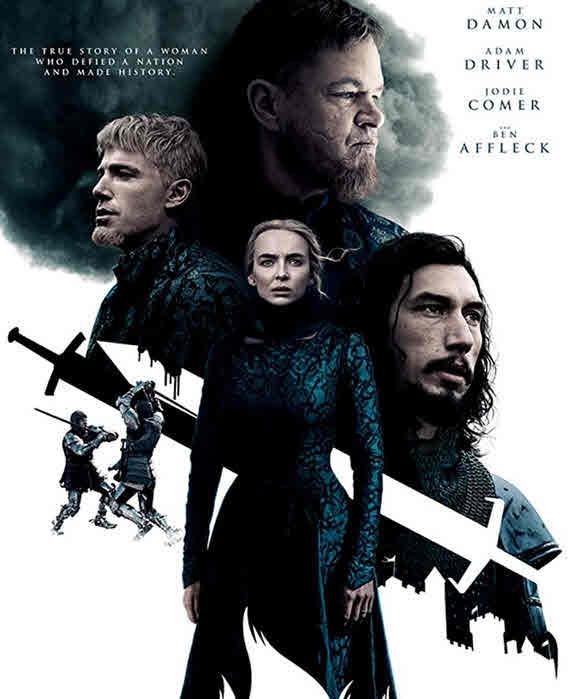 THE TRUE STORY OF A WOMAN
WHO DEFIED A NATION
AND MADE HISTORY.
MATT
DAMON
ADAM
DRIVER
JODIE
COMER
AND
BEN
AFFLECK